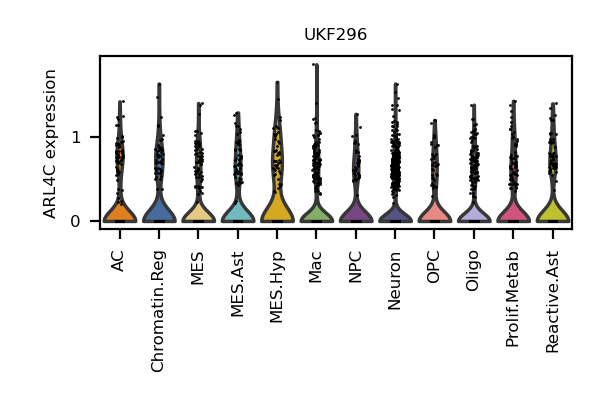 UKF296
ARL4C expression
1
0
AC
Chromatin.Reg
MES
MES.Ast
MES.Hyp
Mac
NPC
Neuron
OPC
Oligo
Prolif.Metab
Reactive.Ast